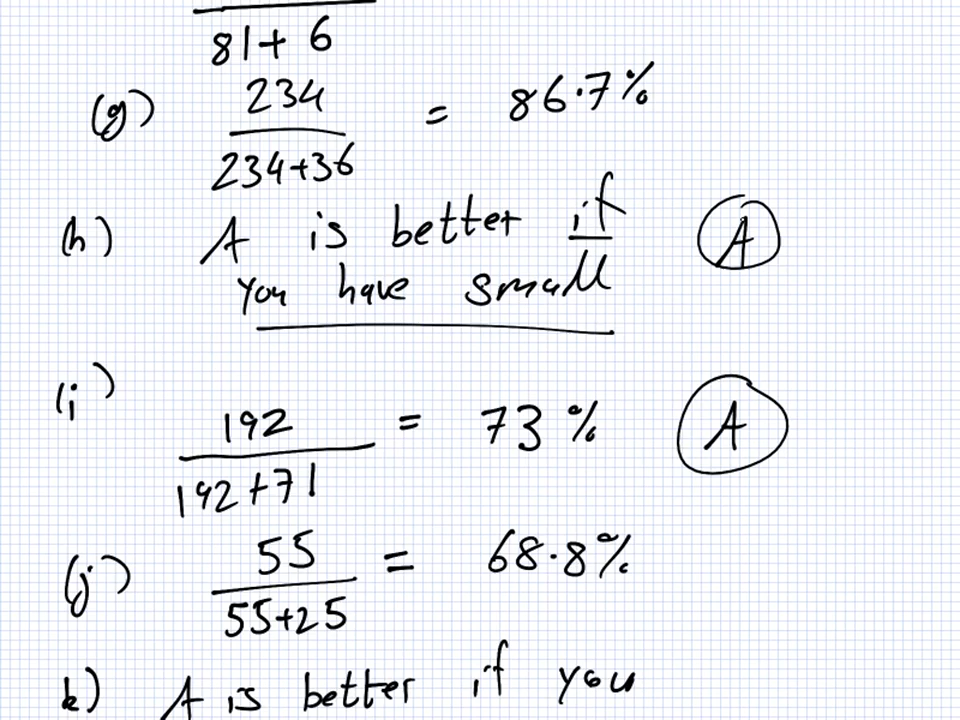 81+ 6
(g) 234 / 234+36 = 86.7%
(h) A is better if A
you have small
(i) 192 / 192+71 = 73% A
(j) 55 / 55+25 = 68.8%
k) A is better if you